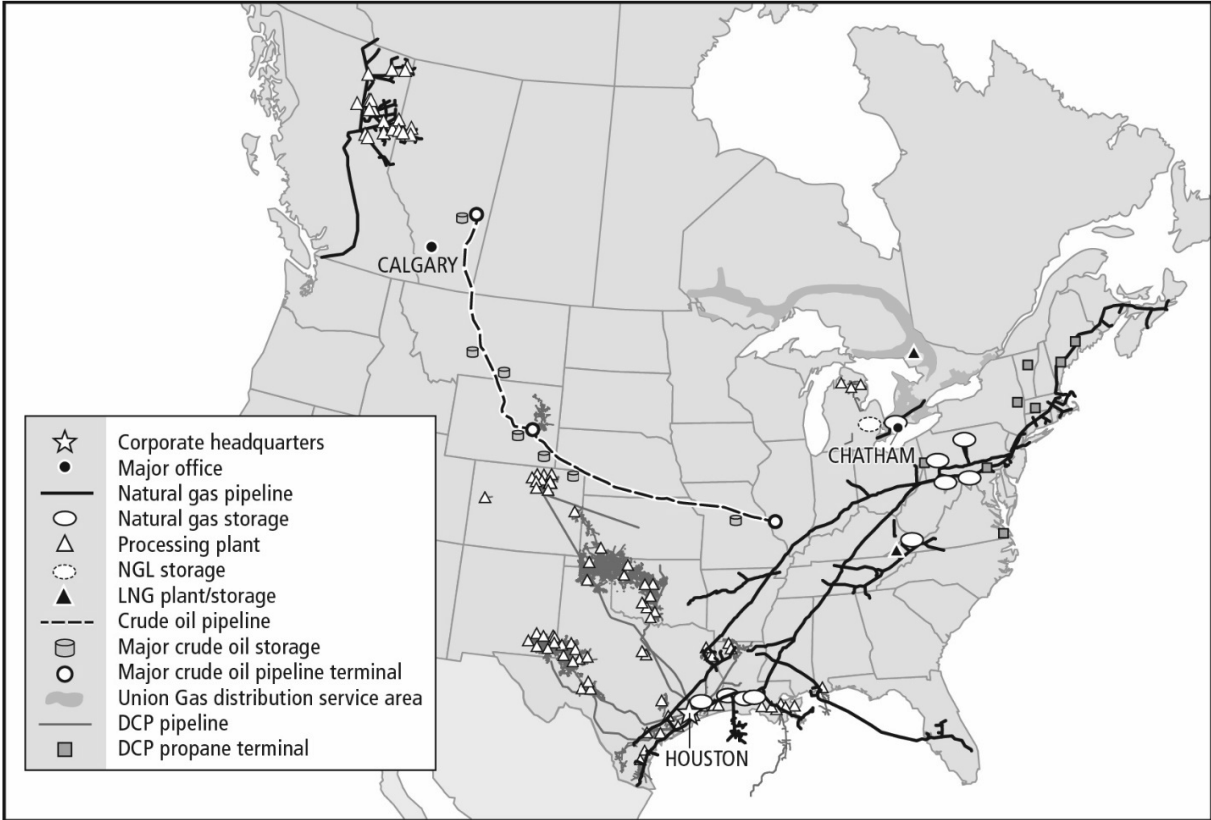 CALGARY
CHATHAM
HOUSTON
Corporate headquarters
Major office
Natural gas pipeline
Natural gas storage
Processing plant
NGL storage
LNG plant/storage
Crude oil pipeline
Major crude oil storage
Major crude oil pipeline terminal
Union Gas distribution service area
DCP pipeline
DCP propane terminal